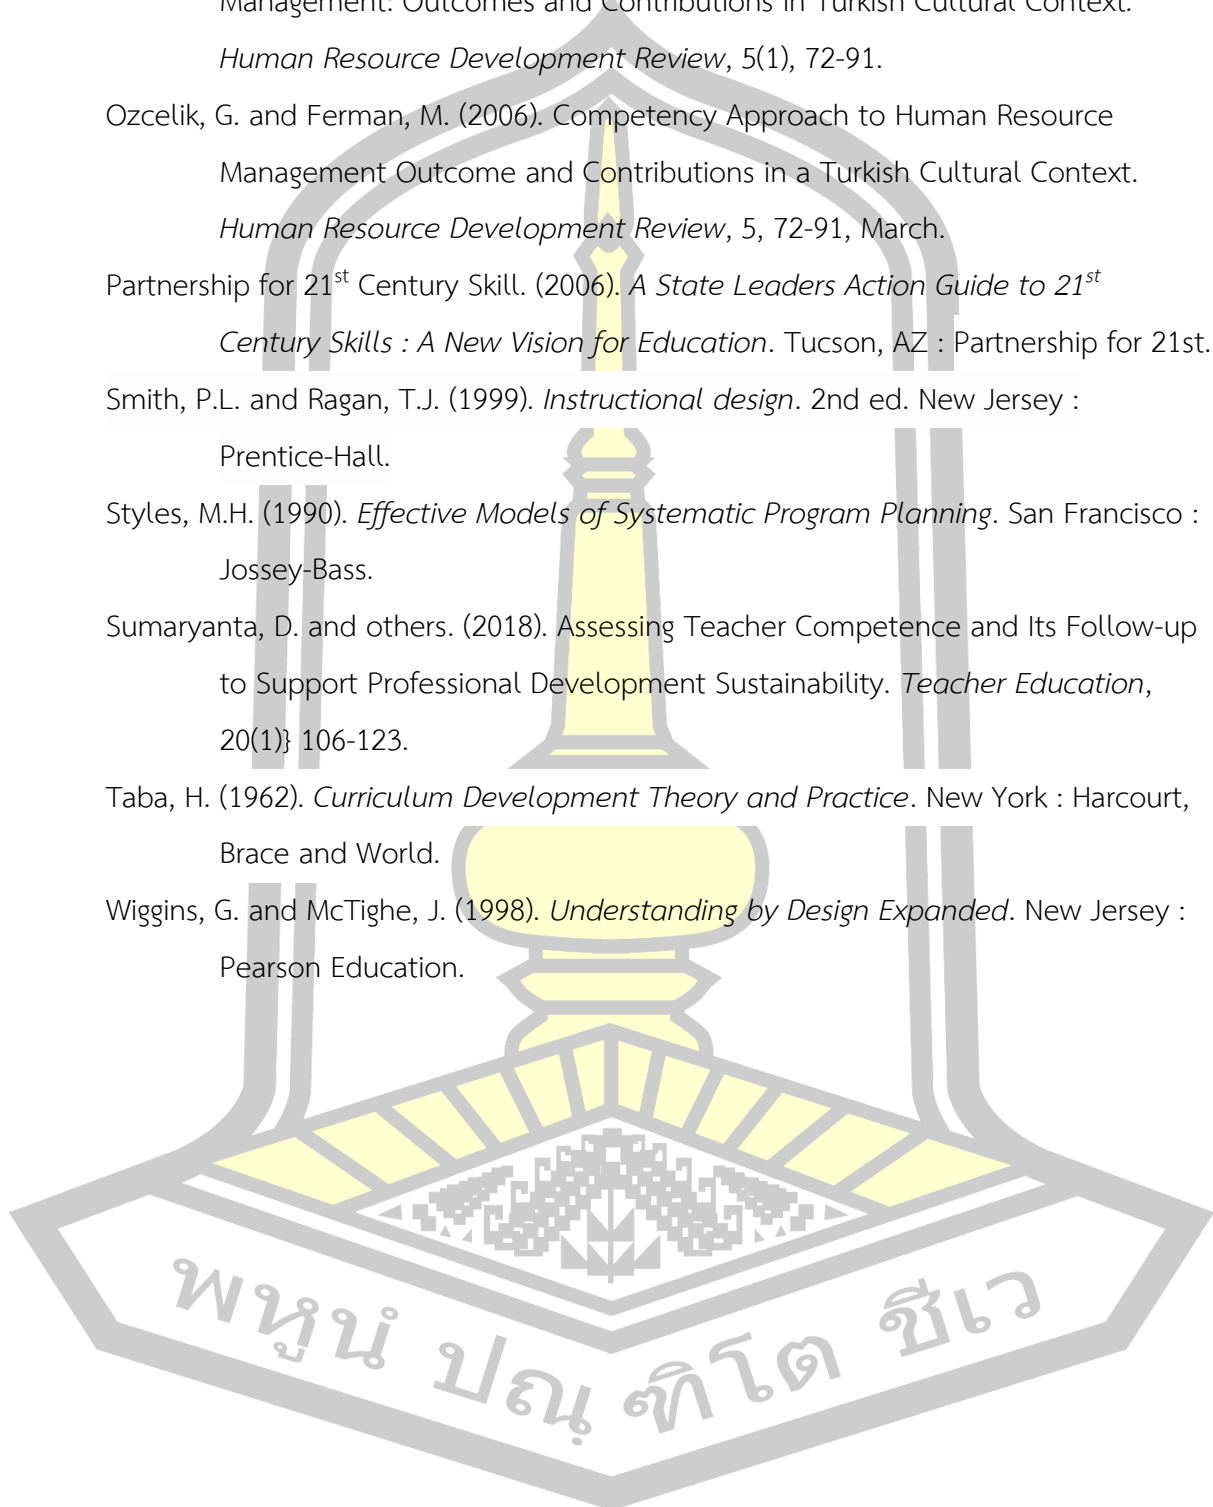 Management: Outcomes and Contributions in Turkish Cultural Context.
Human Resource Development Review, 5(1), 72-91.
Ozcelik, G. and Ferman, M. (2006). Competency Approach to Human Resource
Management Outcome and Contributions in a Turkish Cultural Context.
Human Resource Development Review, 5, 72-91, March.
Partnership for 21st Century Skill. (2006). A State Leaders Action Guide to 21st
Century Skills : A New Vision for Education. Tucson, AZ : Partnership for 21st.
Smith, P.L. and Ragan, T.J. (1999). Instructional design. 2nd ed. New Jersey :
Prentice-Hall.
Styles, M.H. (1990). Effective Models of Systematic Program Planning. San Francisco :
Jossey-Bass.
Sumaryanta, D. and others. (2018). Assessing Teacher Competence and Its Follow-up
to Support Professional Development Sustainability. Teacher Education,
20(1)} 106-123.
Taba, H. (1962). Curriculum Development Theory and Practice. New York : Harcourt,
Brace and World.
Wiggins, G. and McTighe, J. (1998). Understanding by Design Expanded. New Jersey :
Pearson Education.
พหูนํ ปณฺฑิโต ชีเว